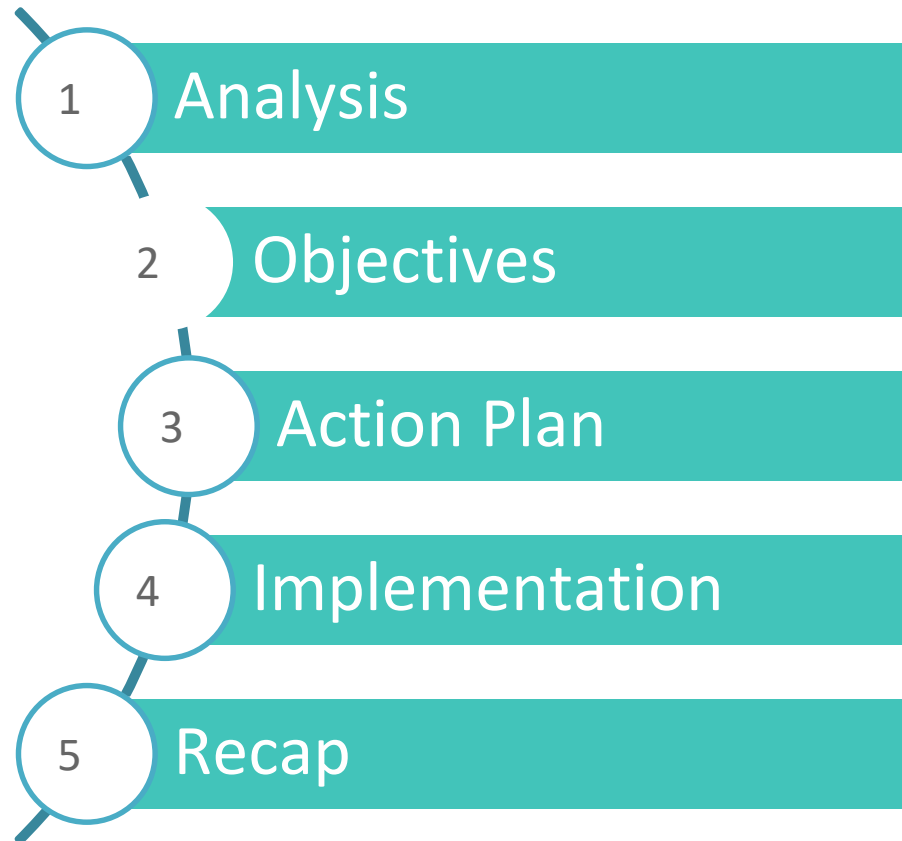 1 Analysis
2 Objectives
3 Action Plan
4 Implementation
5 Recap